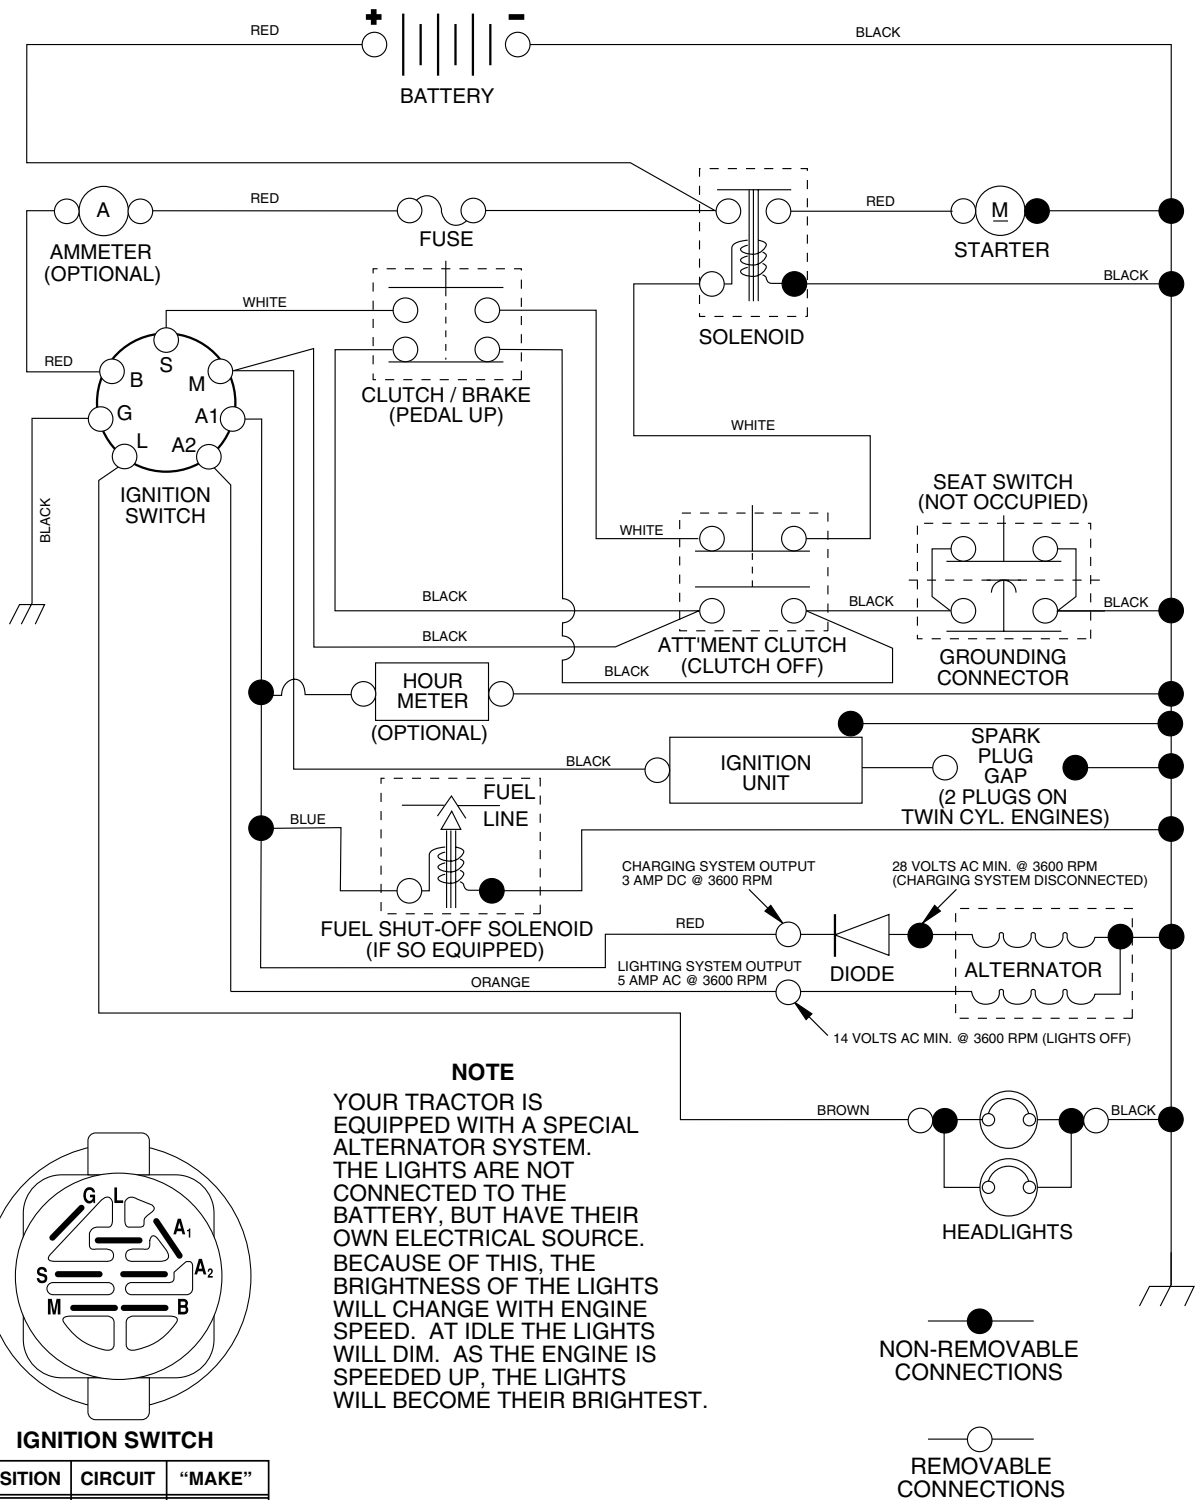 + -
RED
BLACK
BATTERY
A
RED
RED
M
AMMETER
(OPTIONAL)
FUSE
STARTER
BLACK
WHITE
SOLENOID
RED
S
B
M
CLUTCH / BRAKE
(PEDAL UP)
G
A1
L
A2
WHITE
IGNITION
SWITCH
BLACK
SEAT SWITCH
(NOT OCCUPIED)
WHITE
BLACK
BLACK
BLACK
BLACK
ATT'MENT CLUTCH
(CLUTCH OFF)
GROUNDING
CONNECTOR
BLACK
HOUR
METER
(OPTIONAL)
BLACK
IGNITION
UNIT
SPARK
PLUG
GAP
(2 PLUGS ON
TWIN CYL. ENGINES)
FUEL
LINE
BLUE
CHARGING SYSTEM OUTPUT
3 AMP DC @ 3600 RPM
28 VOLTS AC MIN. @ 3600 RPM
(CHARGING SYSTEM DISCONNECTED)
FUEL SHUT-OFF SOLENOID
(IF SO EQUIPPED)
RED
LIGHTING SYSTEM OUTPUT
5 AMP AC @ 3600 RPM
DIODE
ALTERNATOR
ORANGE
14 VOLTS AC MIN. @ 3600 RPM (LIGHTS OFF)
NOTE
YOUR TRACTOR IS
EQUIPPED WITH A SPECIAL
ALTERNATOR SYSTEM.
THE LIGHTS ARE NOT
CONNECTED TO THE
BATTERY, BUT HAVE THEIR
OWN ELECTRICAL SOURCE.
BECAUSE OF THIS, THE
BRIGHTNESS OF THE LIGHTS
WILL CHANGE WITH ENGINE
SPEED. AT IDLE THE LIGHTS
WILL DIM. AS THE ENGINE IS
SPEEDED UP, THE LIGHTS
WILL BECOME THEIR BRIGHTEST.
BROWN
BLACK
HEADLIGHTS
G L
A1
S
A2
M
B
IGNITION SWITCH
SITION CIRCUIT "MAKE"
NON-REMOVABLE
CONNECTIONS
REMOVABLE
CONNECTIONS